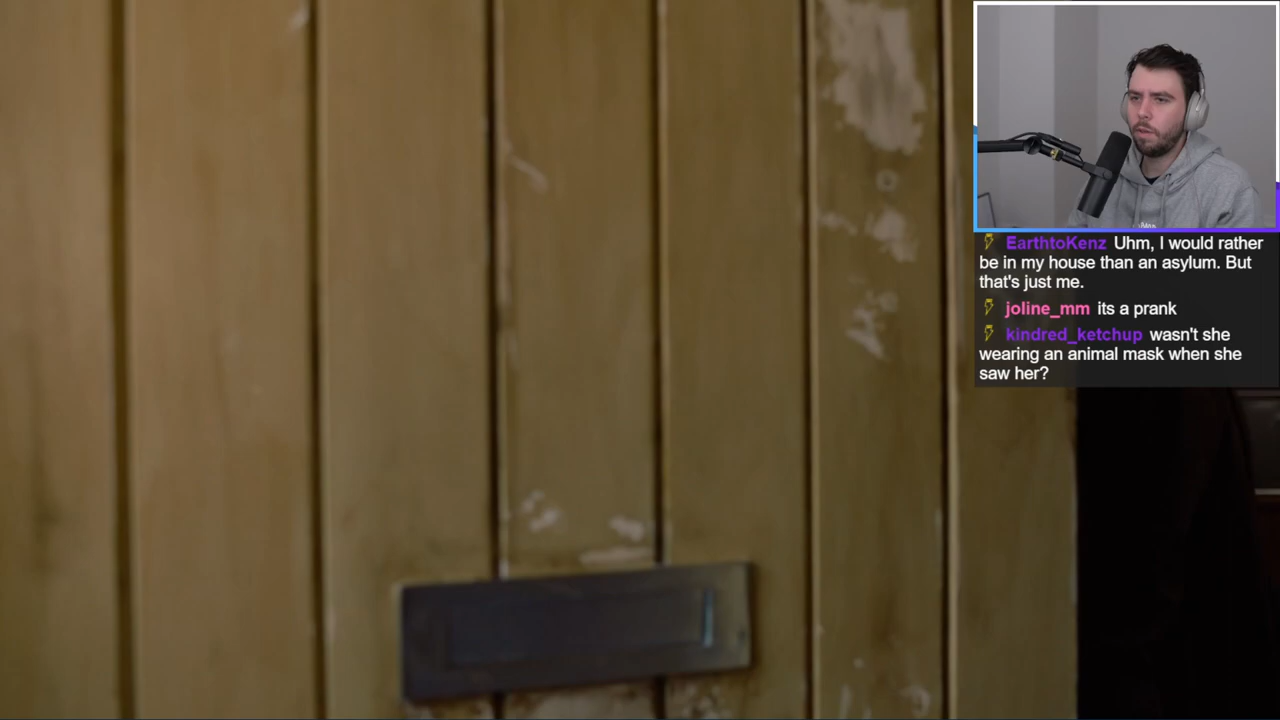 EarthtoKenz Uhm, I would rather
be in my house than an asylum. But
that's just me.
joline_mm its a prank
kindred_ketchup wasn't she
wearing an animal mask when she
saw her?